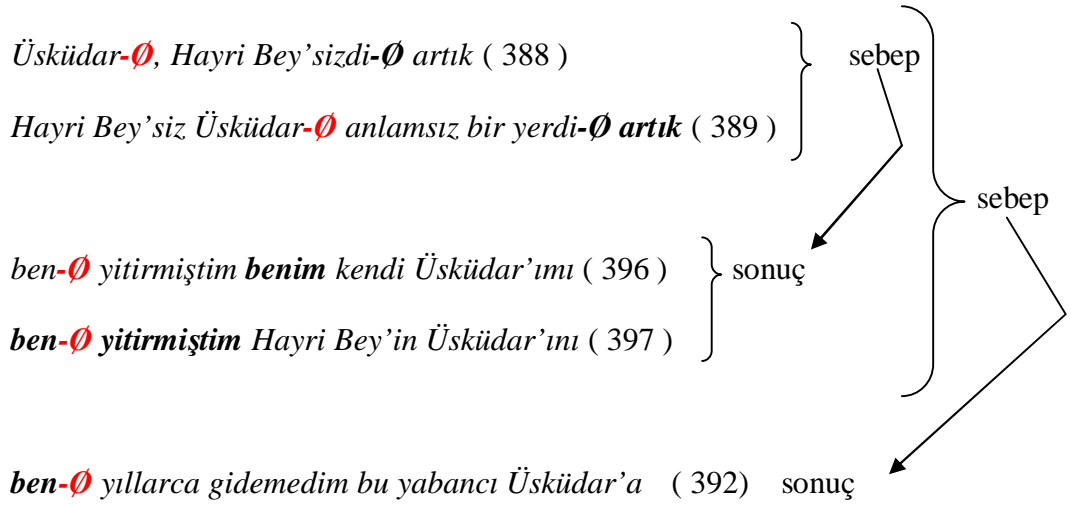 Üsküdar-Ø, Hayri Bey’sizdi-Ø artık ( 388 ) sebep
Hayri Bey’siz Üsküdar-Ø anlamsız bir yerdi-Ø artık ( 389 )
sebep
ben-Ø yitirmiştim benim kendi Üsküdar’ımı ( 396 ) sonuç
ben-Ø yitirmiştim Hayri Bey’in Üsküdar’ını ( 397 )
ben-Ø yıllarca gidemedim bu yabancı Üsküdar’a ( 392) sonuç